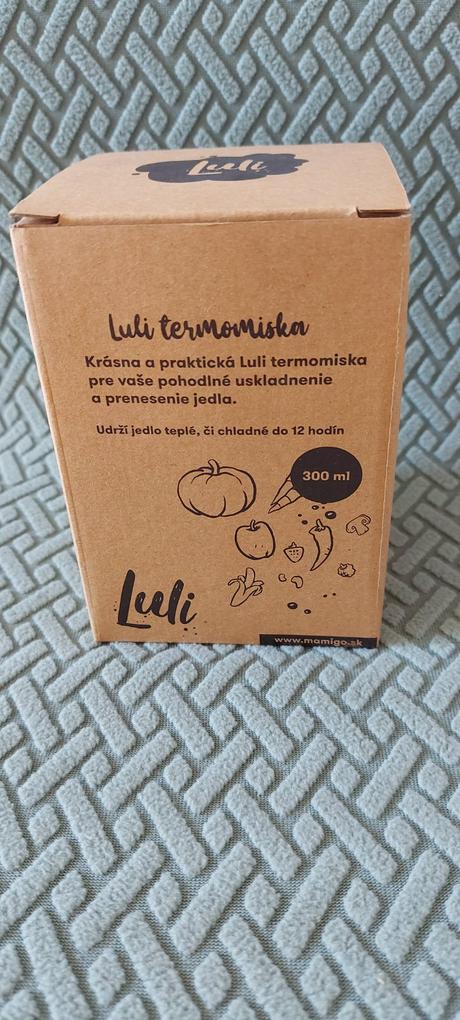 Luli
Luli termomiska
Krásna a praktická Luli termomiska
pre vaše pohodlné uskladnenie
a prenesenie jedla.
Udrží jedlo teplé, či chladné do 12 hodín
300 ml
Luli
www.mamigo.sk